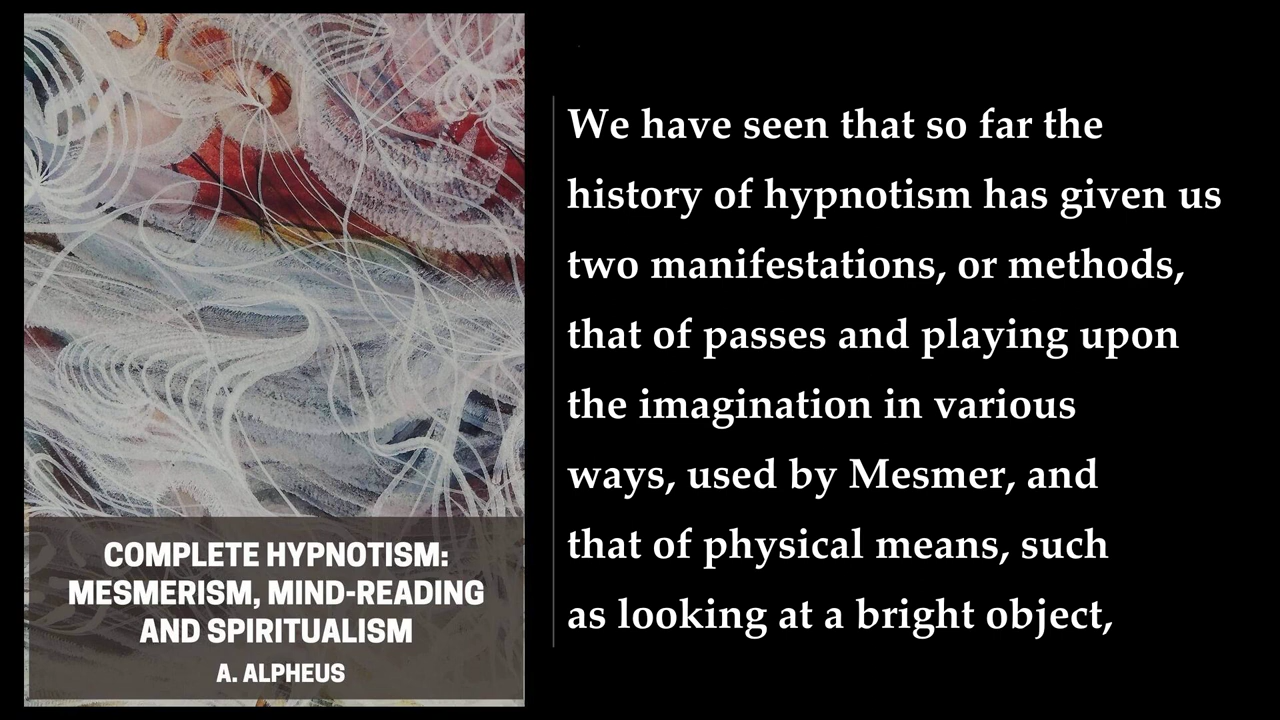 COMPLETE HYPNOTISM:
MESMERISM, MIND-READING
AND SPIRITUALISM
A. ALPHEUS
We have seen that so far the
history of hypnotism has given us
two manifestations, or methods,
that of passes and playing upon
the imagination in various
ways, used by Mesmer, and
that of physical means, such
as looking at a bright object,